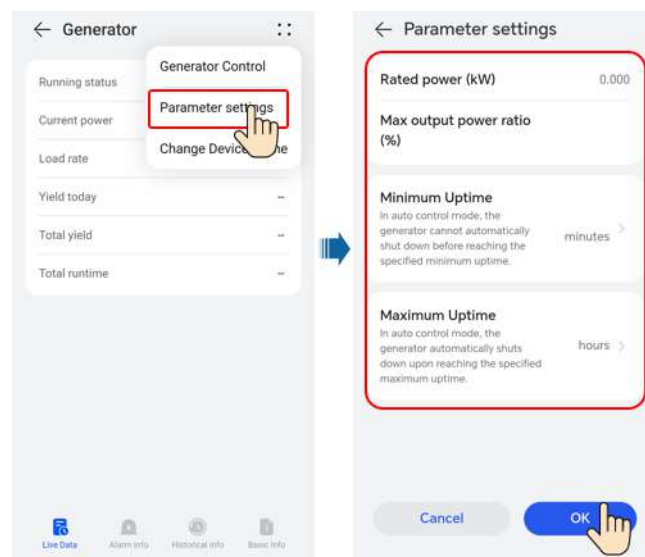 Generator
Generator Control
Running status
Parameter settings
Current power
Change Device
Load rate
Yield today --
Total yield --
Total runtime --
Live Data Alarm Info Historical Info Basic Info
Parameter settings
Rated power (kW) 0.000
Max output power ratio
(%)
Minimum Uptime
In auto control mode, the
generator cannot automatically
shut down before reaching the
specified minimum uptime.
minutes
Maximum Uptime
In auto control mode, the
generator automatically shuts
down upon reaching the specified
maximum uptime.
hours
Cancel OK